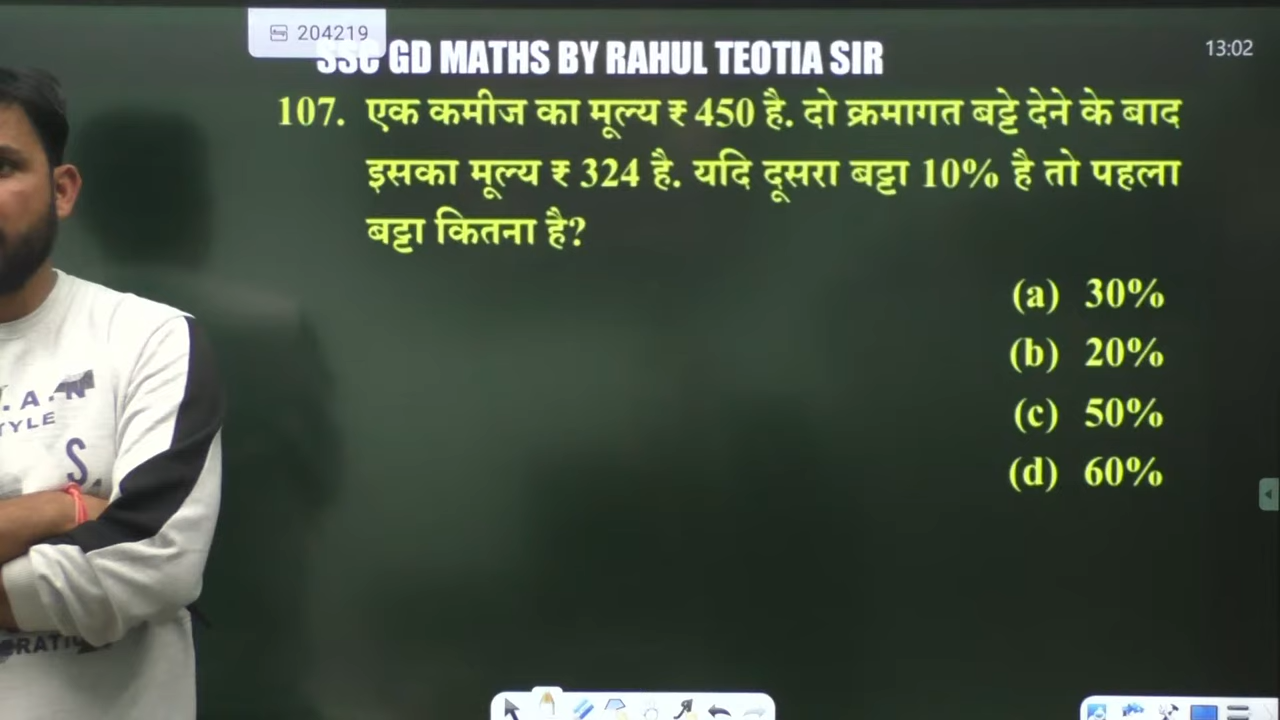 204219
SSC GD MATHS BY RAHUL TEOTIA SIR
13:02
107. एक कमीज का मूल्य ₹ 450 है. दो क्रमागत बट्टे देने के बाद
इसका मूल्य ₹ 324 है. यदि दूसरा बट्टा 10% है तो पहला
बट्टा कितना है?
(a) 30%
(b) 20%
(c) 50%
(d) 60%
.A.N
TYLE
S